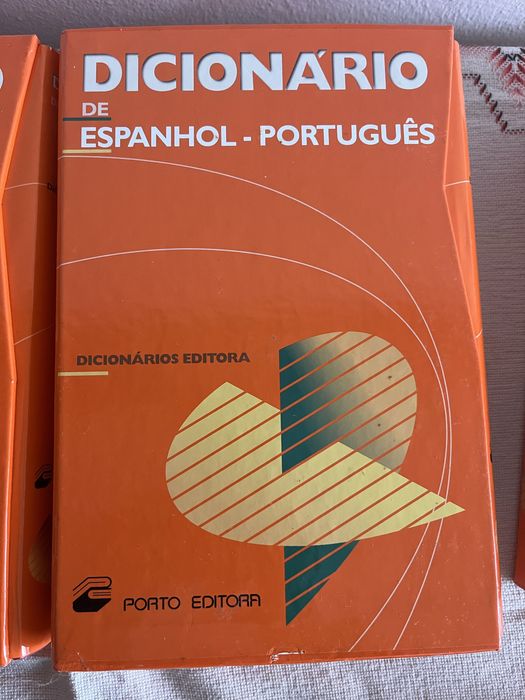 DICIONÁRIO
DE
ESPANHOL - PORTUGUÊS
DICIONÁRIOS EDITORA
PORTO EDITORA